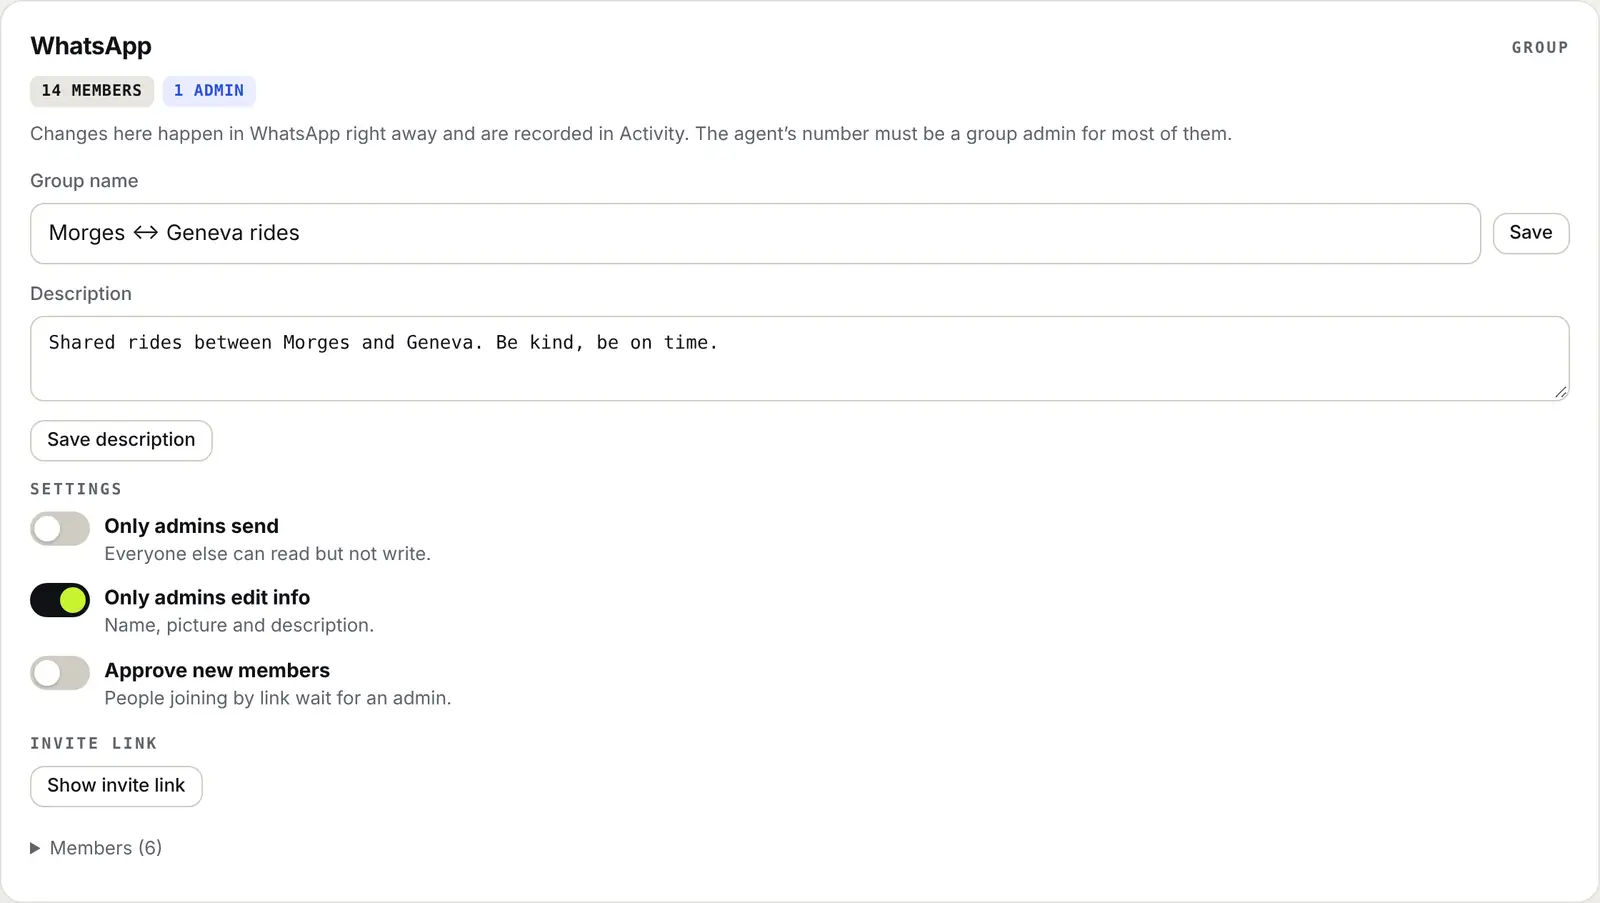 WhatsApp
GROUP
14 MEMBERS
1 ADMIN
Changes here happen in WhatsApp right away and are recorded in Activity. The agent’s number must be a group admin for most of them.
Group name
Morges ↔ Geneva rides
Save
Description
Shared rides between Morges and Geneva. Be kind, be on time.
Save description
SETTINGS
Only admins send
Everyone else can read but not write.
Only admins edit info
Name, picture and description.
Approve new members
People joining by link wait for an admin.
INVITE LINK
Show invite link
Members (6)